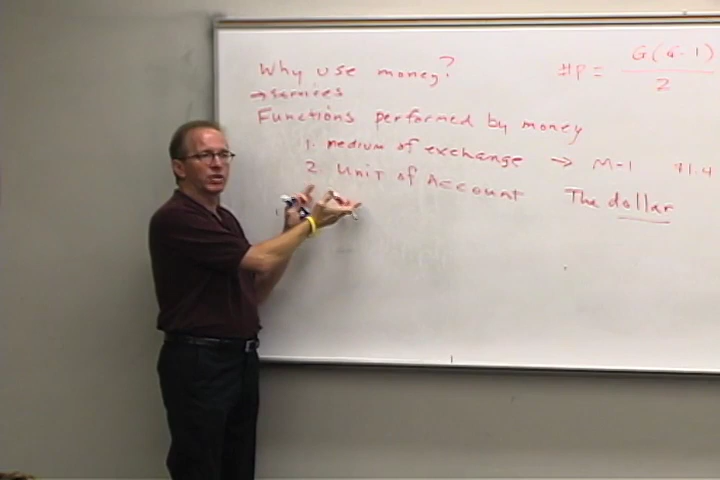 Why use money?
→ services
Functions performed by money
1. medium of exchange → M-1
2. Unit of Account The dollar
#P = G(G-1)
2